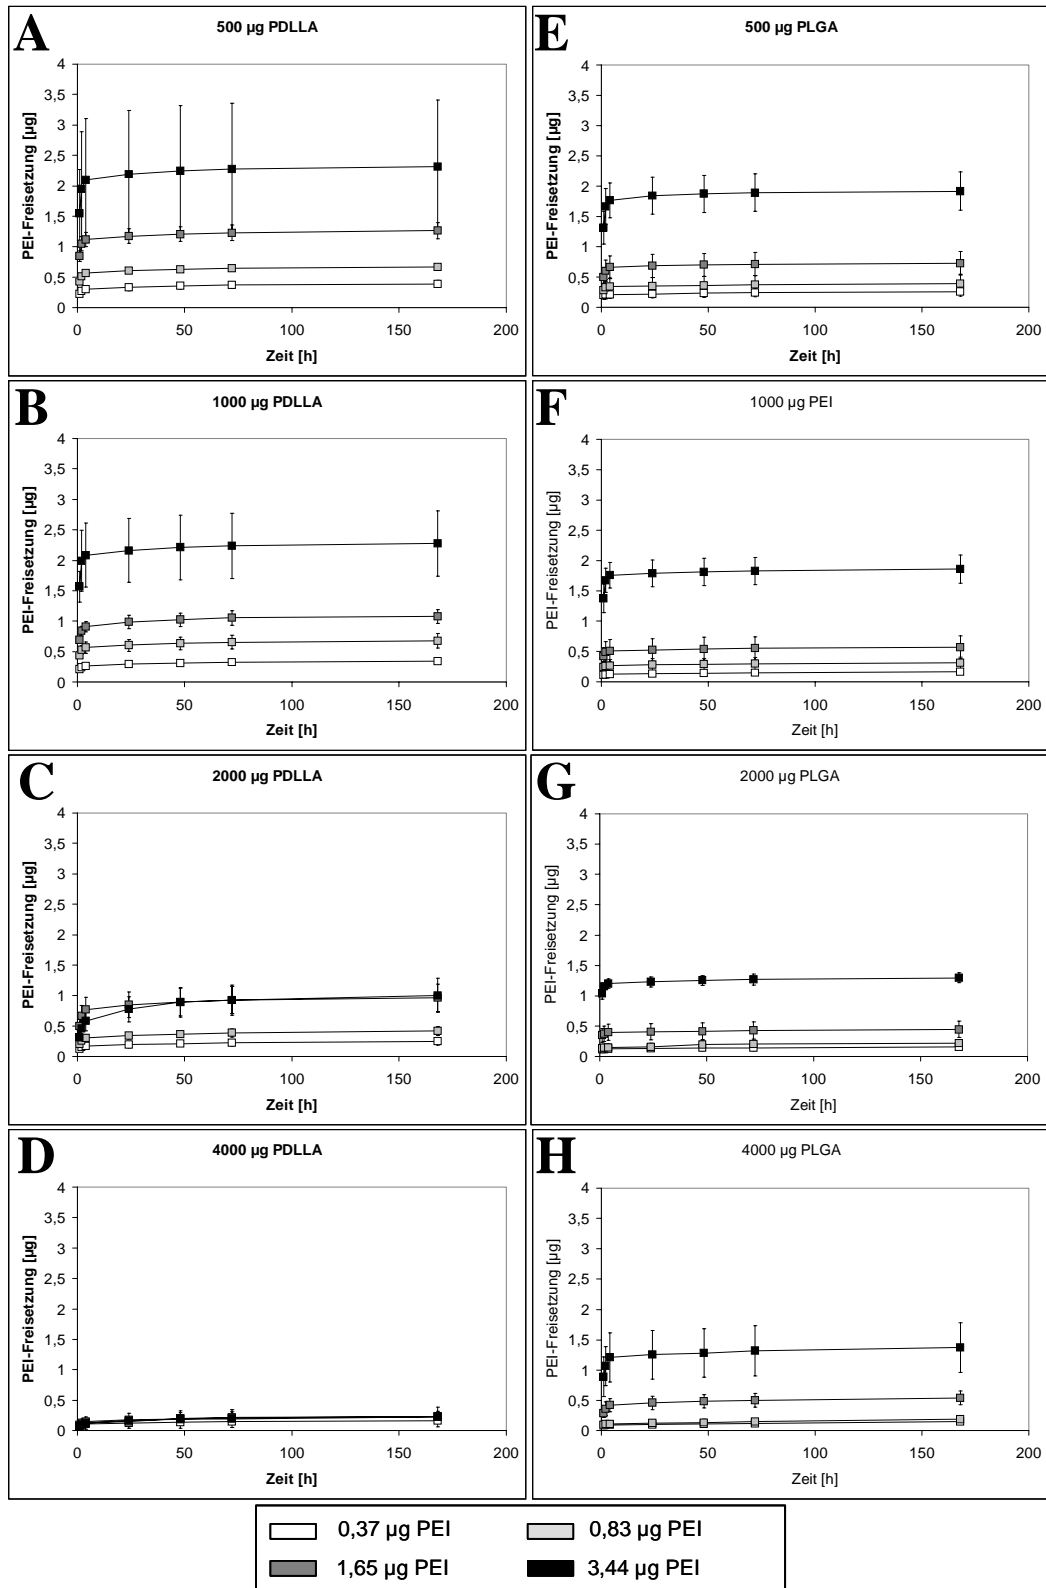 A
500 µg PDLLA
PEI-Freisetzung [µg]
4
3,5
3
2,5
2
1,5
1
0,5
0
0 50 100 150 200
Zeit [h]
E
500 µg PLGA
PEI-Freisetzung [µg]
4
3,5
3
2,5
2
1,5
1
0,5
0
0 50 100 150 200
Zeit [h]
B
1000 µg PDLLA
PEI-Freisetzung [µg]
4
3,5
3
2,5
2
1,5
1
0,5
0
0 50 100 150 200
Zeit [h]
F
1000 µg PEI
PEI-Freisetzung [µg]
4
3,5
3
2,5
2
1,5
1
0,5
0
0 50 100 150 200
Zeit [h]
C
2000 µg PDLLA
PEI-Freisetzung [µg]
4
3,5
3
2,5
2
1,5
1
0,5
0
0 50 100 150 200
Zeit [h]
G
2000 µg PLGA
PEI-Freisetzung [µg]
4
3,5
3
2,5
2
1,5
1
0,5
0
0 50 100 150 200
Zeit [h]
D
4000 µg PDLLA
PEI-Freisetzung [µg]
4
3,5
3
2,5
2
1,5
1
0,5
0
0 50 100 150 200
Zeit [h]
H
4000 µg PLGA
PEI-Freisetzung [µg]
4
3,5
3
2,5
2
1,5
1
0,5
0
0 50 100 150 200
Zeit [h]
0,37 µg PEI 0,83 µg PEI
1,65 µg PEI 3,44 µg PEI